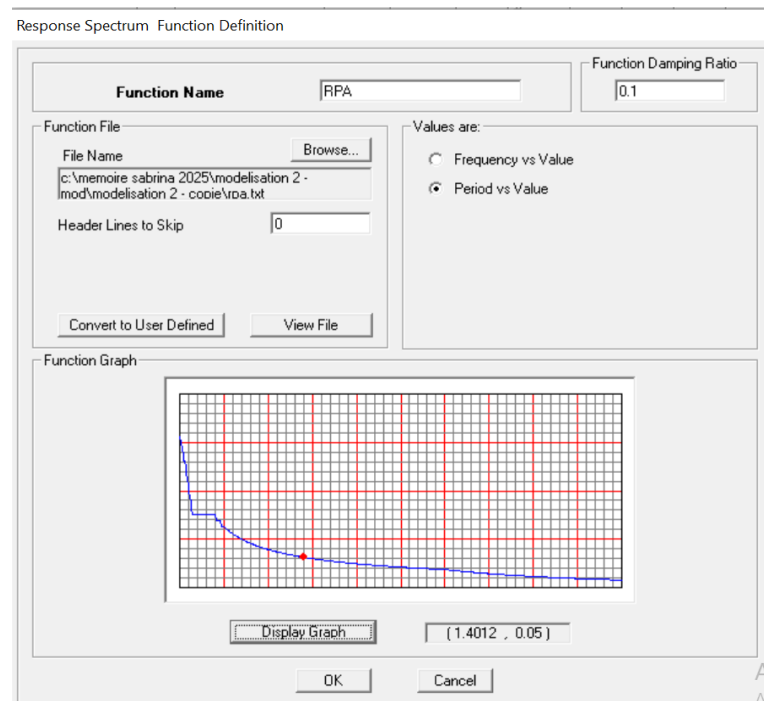 Response Spectrum Function Definition
Function Damping Ratio
Function Name
RPA
0.1
Function File
Values are:
File Name
Browse...
Frequency vs Value
c:\memoire sabrina 2025\modelisation 2 -
mod\modelisation 2 - copie\rpa.txt
Period vs Value
Header Lines to Skip
0
Convert to User Defined
View File
Function Graph
Display Graph
( 1.4012 , 0.05 )
OK
Cancel